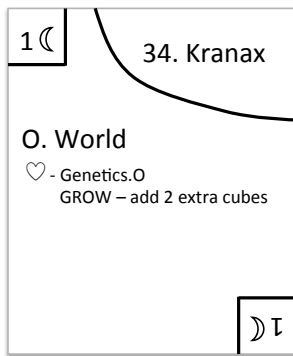 1☾
34. Kranax
O. World
♡ - Genetics.O
GROW – add 2 extra cubes
1☾